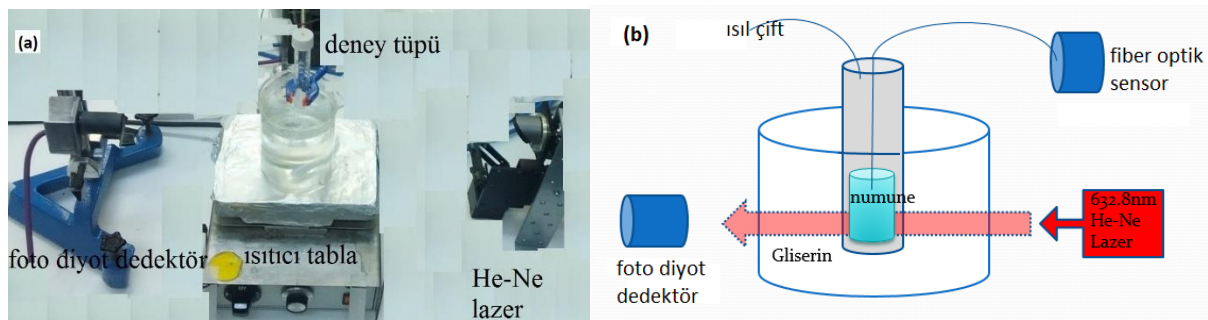 (a)
deney tüpü
foto diyot dedektör
ısıtıcı tabla
He-Ne
lazer
(b)
ısıl çift
fiber optik
sensor
numune
632.8nm
He-Ne
Lazer
Gliserin
foto diyot
dedektör